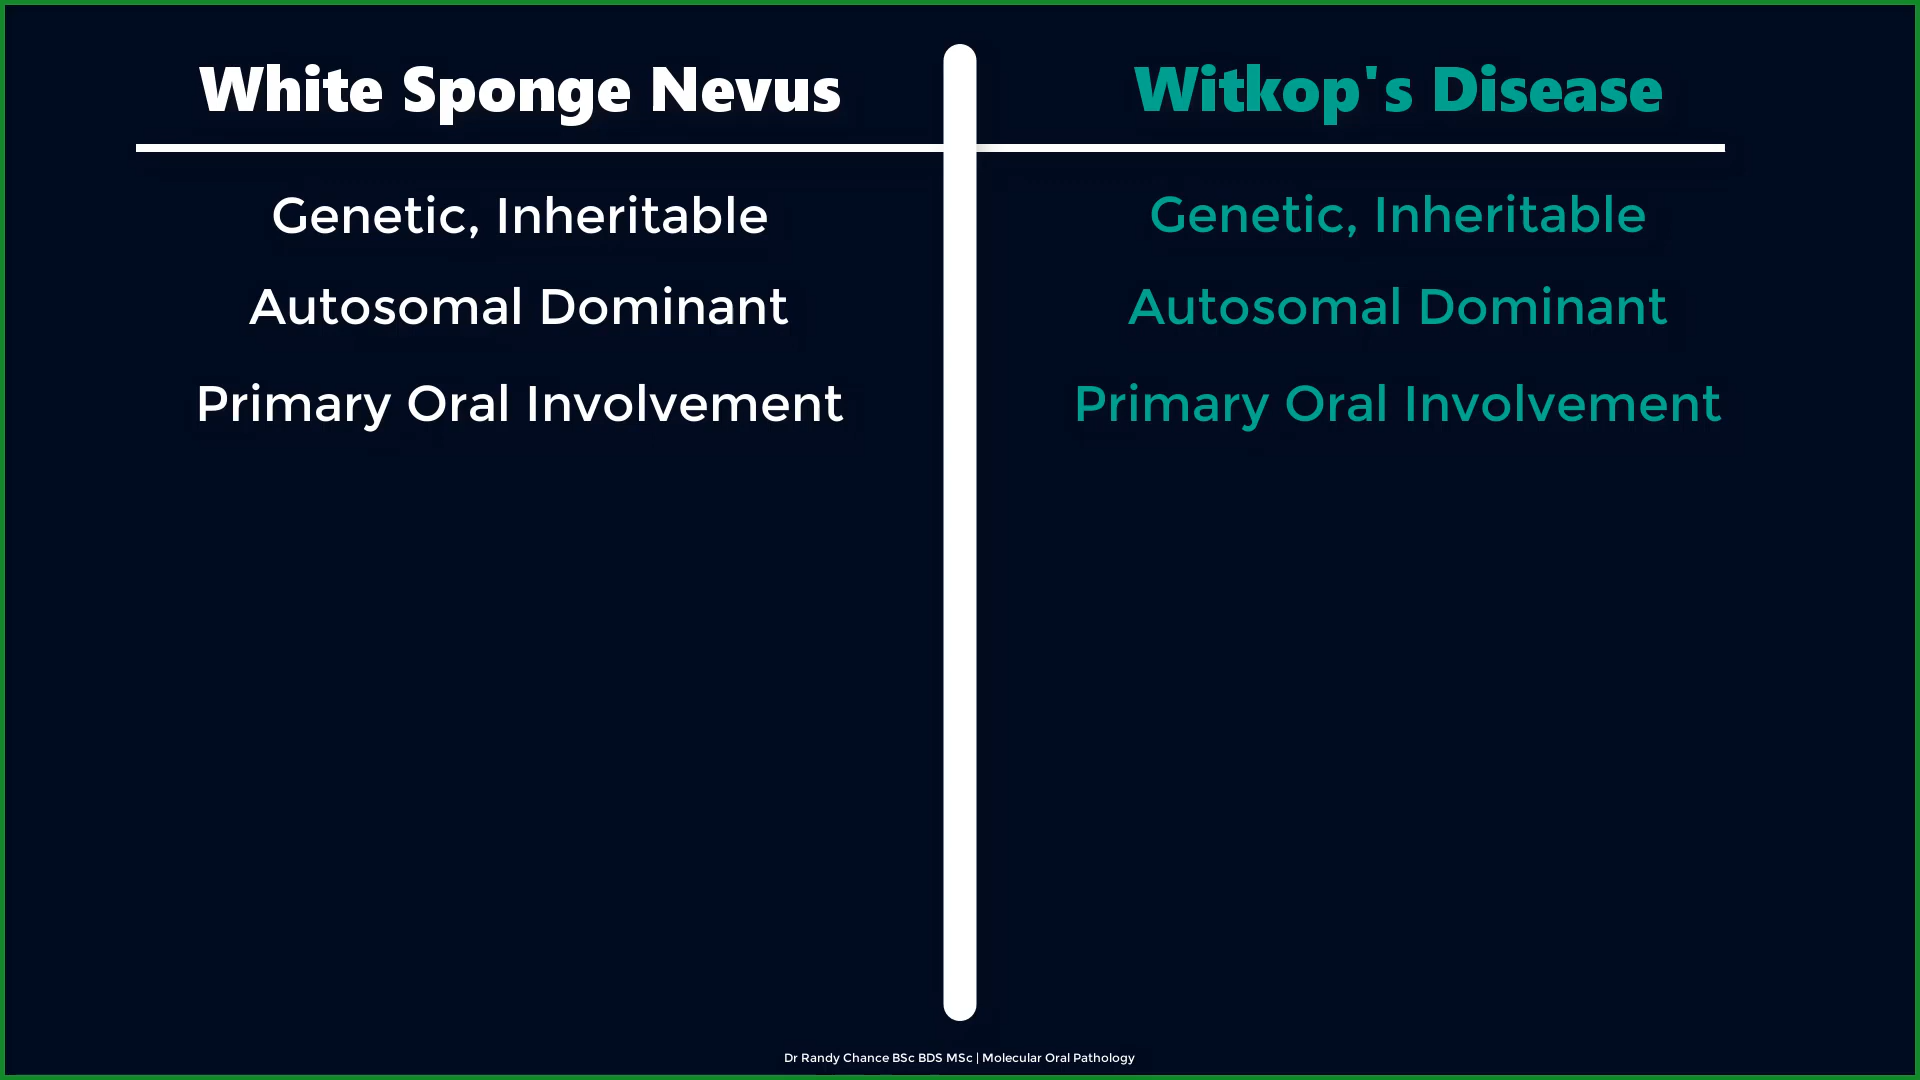 White Sponge Nevus
Genetic, Inheritable
Autosomal Dominant
Primary Oral Involvement
Witkop's Disease
Genetic, Inheritable
Autosomal Dominant
Primary Oral Involvement
Dr Randy Chance BSc BDS MSc | Molecular Oral Pathology